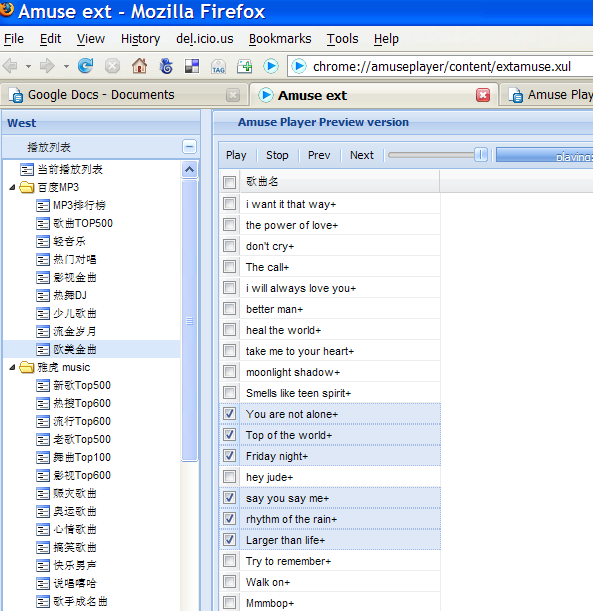 Amuse ext - Mozilla Firefox
File Edit View History del.icio.us Bookmarks Tools Help
TAG chrome://amuseplayer/content/extamuse.xul
Google Docs - Documents Amuse ext Amuse Play
West
播放列表
当前播放列表
百度MP3
MP3排行榜
歌曲TOP500
轻音乐
热门对唱
影视金曲
热舞DJ
少儿歌曲
流金岁月
欧美金曲
雅虎 music
新歌Top500
热搜Top600
流行Top600
老歌Top500
舞曲Top100
影视Top600
赈灾歌曲
奥运歌曲
心情歌曲
搞笑歌曲
快乐男声
说唱嘻哈
歌手成名曲
Amuse Player Preview version
Play Stop Prev Next playing:
歌曲名
i want it that way+
the power of love+
don't cry+
The call+
i will always love you+
better man+
heal the world+
take me to your heart+
moonlight shadow+
Smells like teen spirit+
You are not alone+
Top of the world+
Friday night+
hey jude+
say you say me+
rhythm of the rain+
Larger than life+
Try to remember+
Walk on+
Mmmbop+